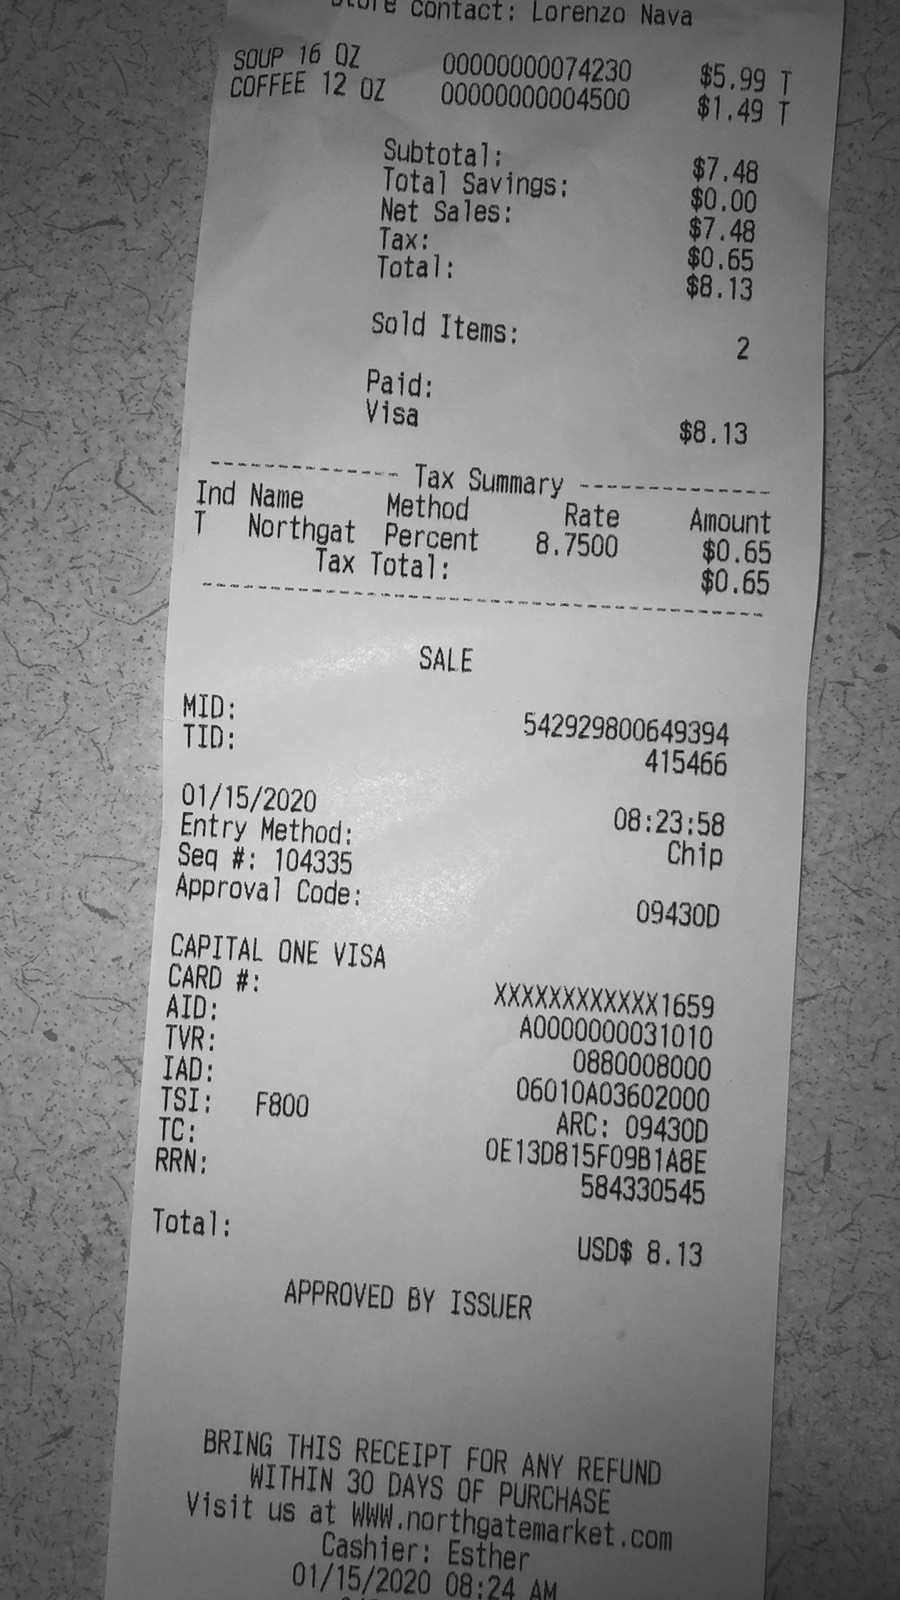 Store Contact: Lorenzo Nava
SOUP 16 OZ 00000000074230 $5.99 T
COFFEE 12 OZ 00000000004500 $1.49 T
Subtotal: $7.48
Total Savings: $0.00
Net Sales: $7.48
Tax: $0.65
Total: $8.13
Sold Items: 2
Paid:
Visa $8.13
------------- Tax Summary -------------
Ind Name Method Rate Amount
T Northgat Percent 8.7500 $0.65
Tax Total: $0.65
SALE
MID: 542929800649394
TID: 415466
01/15/2020 08:23:58
Entry Method: Chip
Seq #: 104335
Approval Code: 09430D
CAPITAL ONE VISA
CARD #: XXXXXXXXXXXX1659
AID: A0000000031010
TVR: 0880008000
IAD: 06010A03602000
TSI: F800 ARC: 09430D
TC: 0E13D815F09B1A8E
RRN: 584330545
Total: USD$ 8.13
APPROVED BY ISSUER
BRING THIS RECEIPT FOR ANY REFUND
WITHIN 30 DAYS OF PURCHASE
Visit us at WWW.northgatemarket.com
Cashier: Esther
01/15/2020 08:24 AM